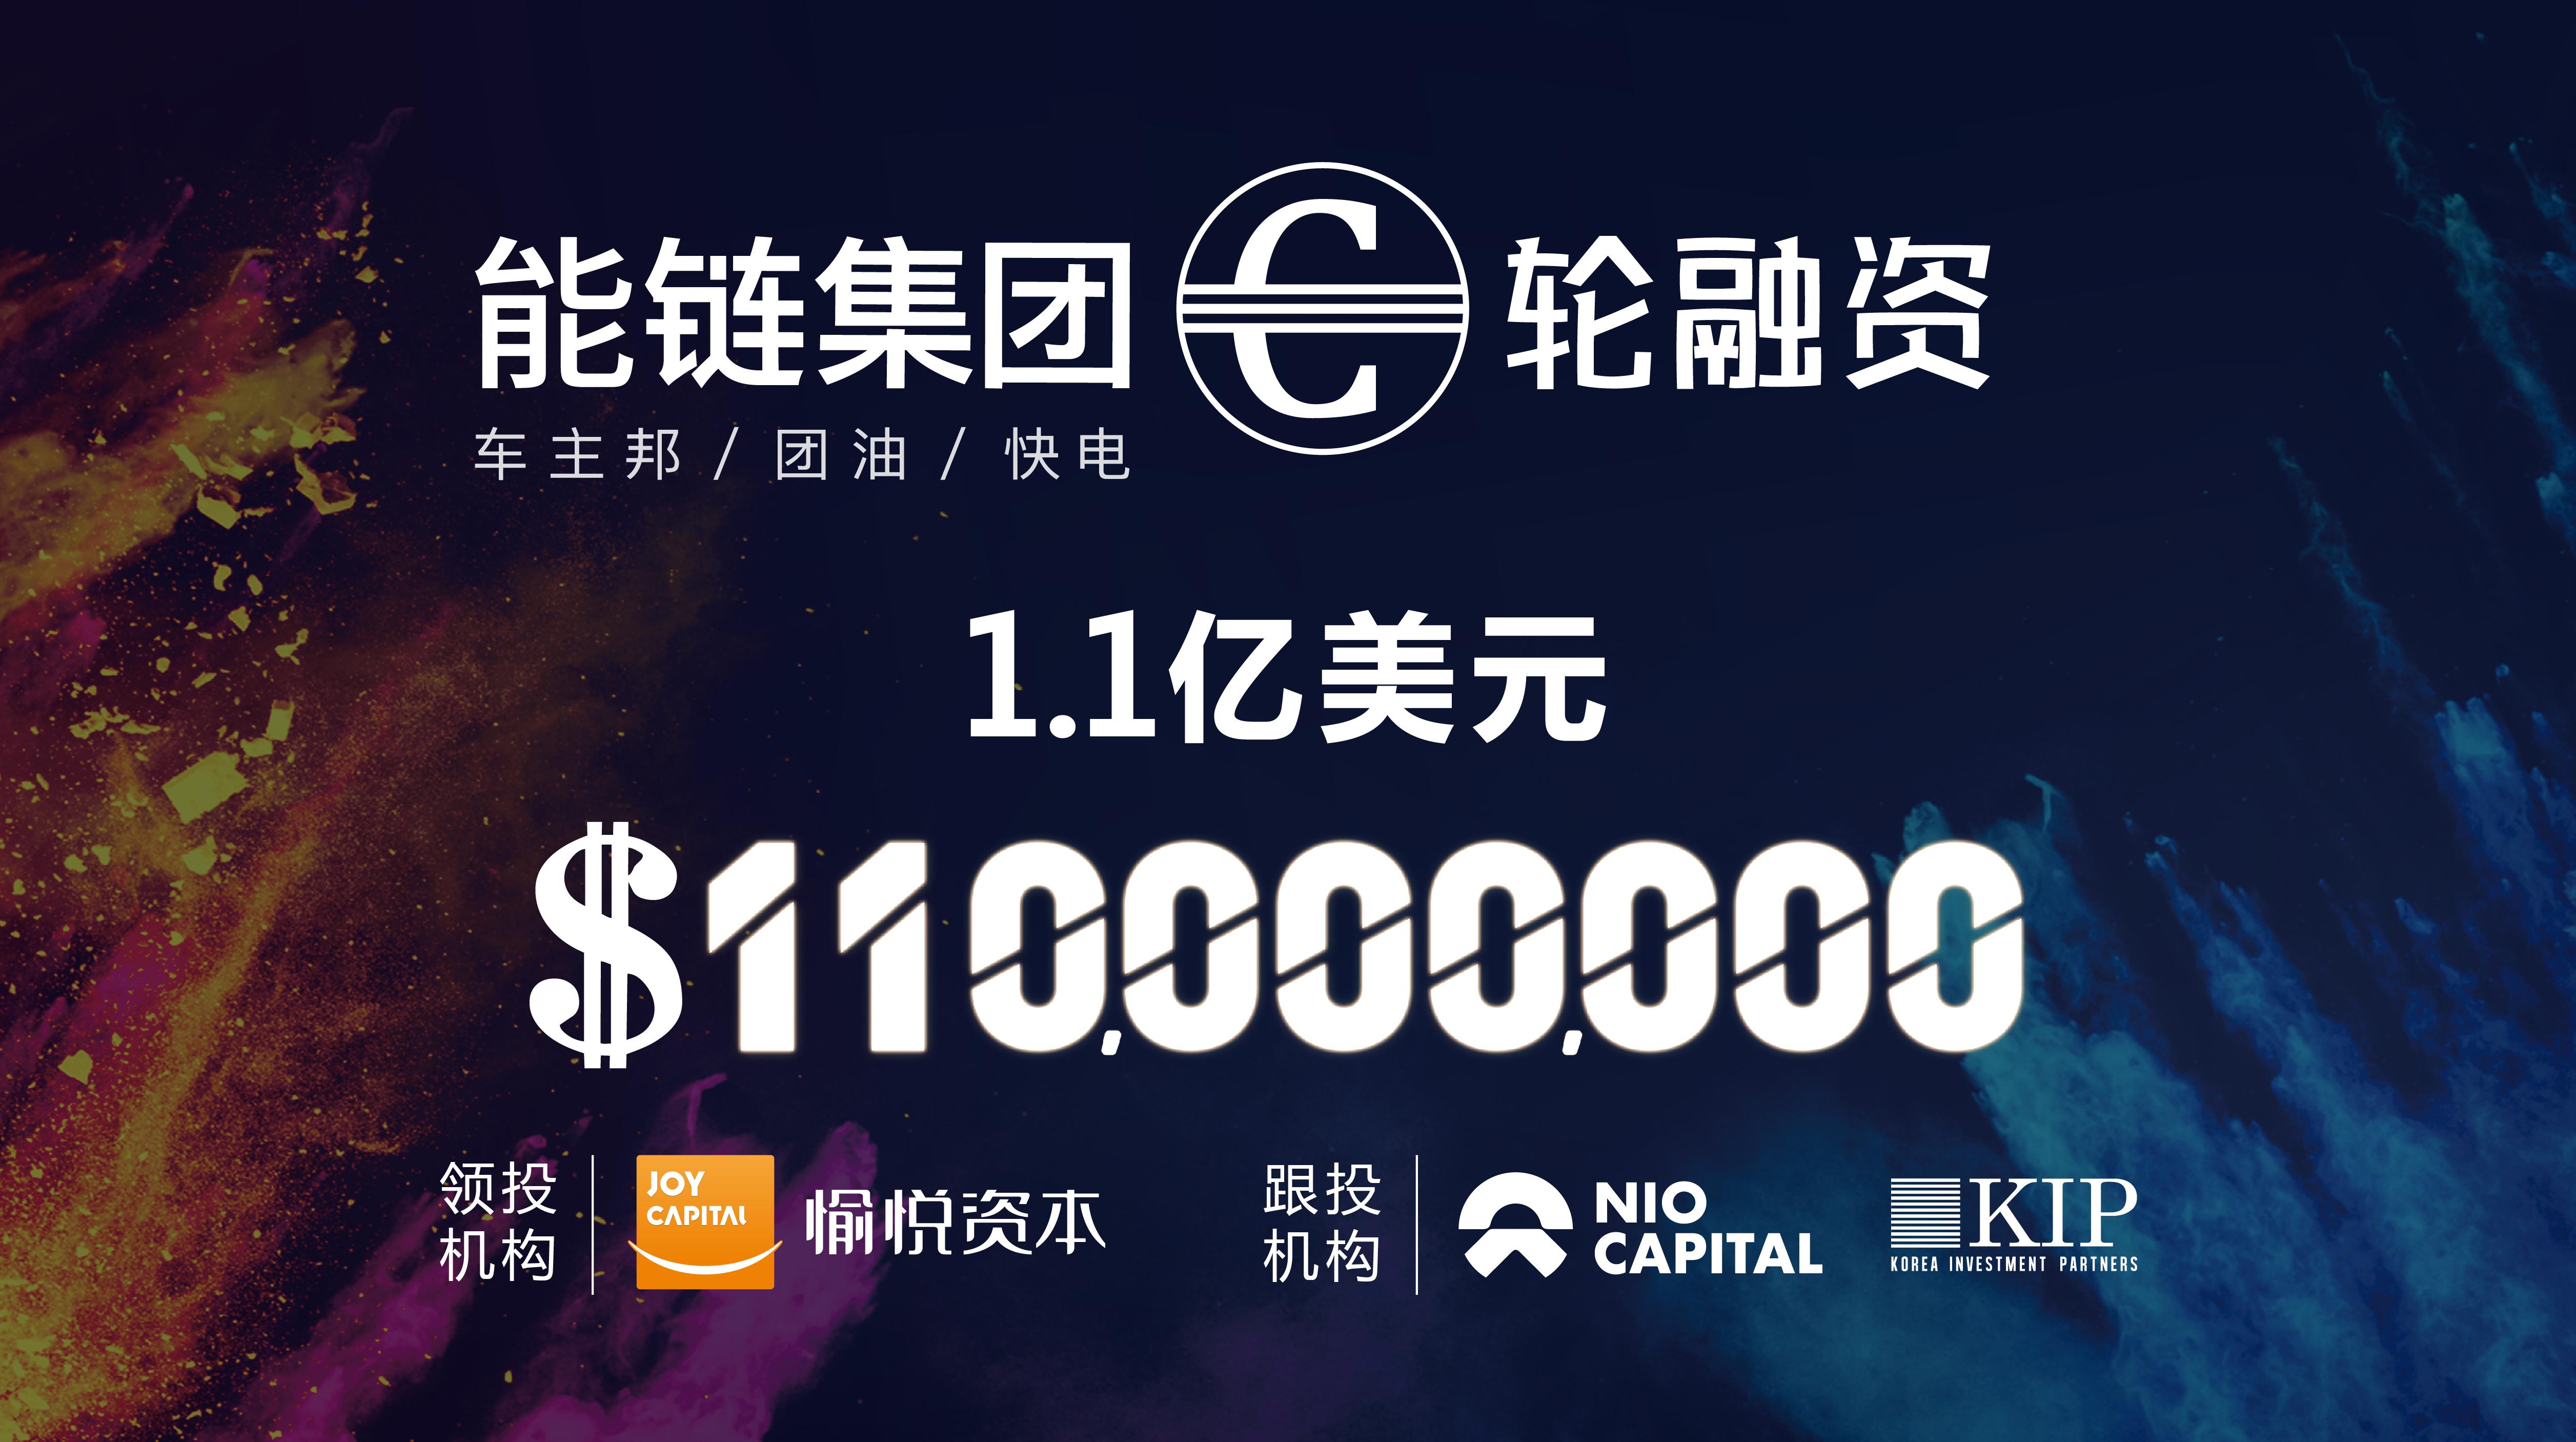 能链集团 C 轮融资
车主邦 / 团油 / 快电
1.1亿美元
$110,000,000
领投机构
JOY
CAPITAL
愉悦资本
跟投机构
NIO
CAPITAL
KIP
KOREA INVESTMENT PARTNERS